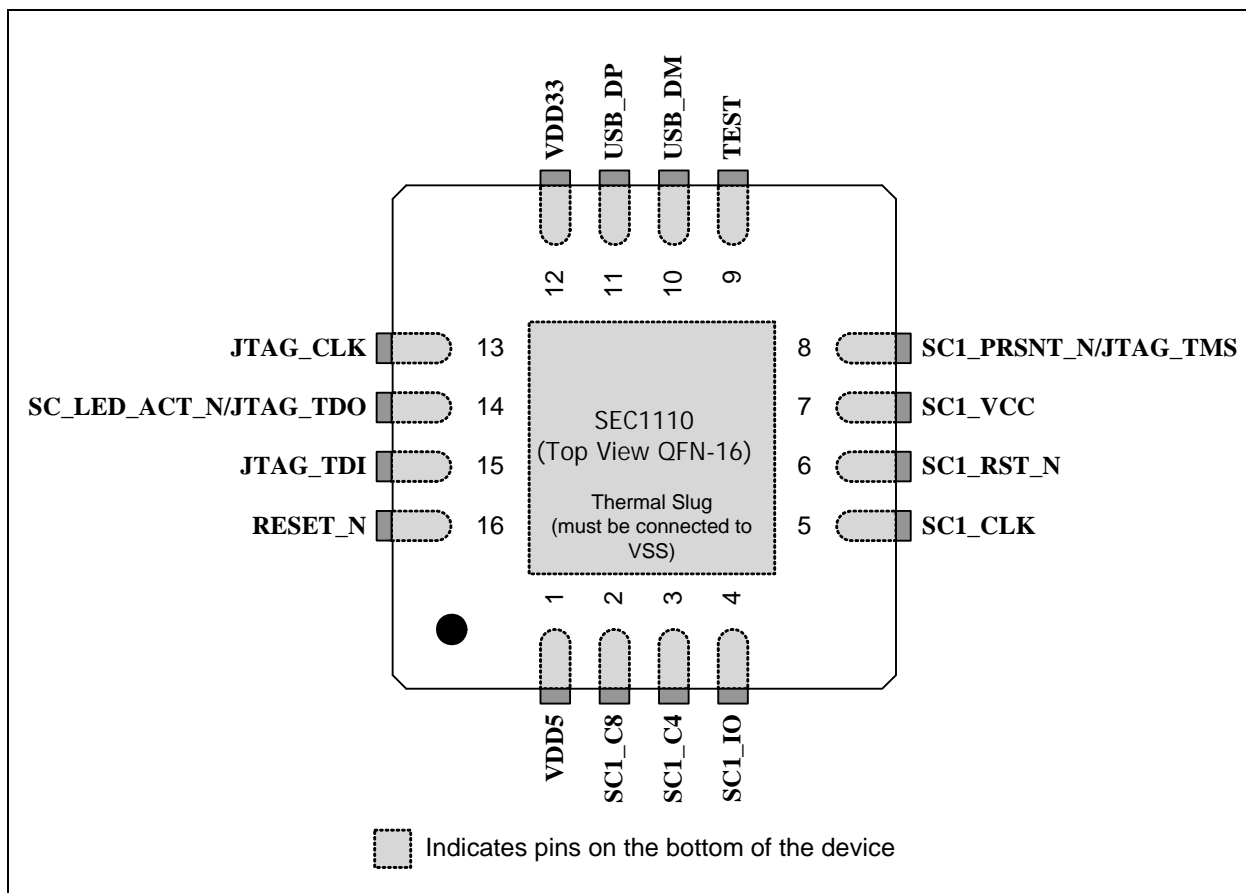 VDD33
USB_DP
USB_DM
TEST
12
11
10
9
JTAG_CLK
13
8
SC1_PRSNT_N/JTAG_TMS
SC_LED_ACT_N/JTAG_TDO
14
7
SC1_VCC
JTAG_TDI
15
6
SC1_RST_N
RESET_N
16
5
SC1_CLK
SEC1110
(Top View QFN-16)
Thermal Slug
(must be connected to
VSS)
1
2
3
4
VDD5
SC1_C8
SC1_C4
SC1_IO
Indicates pins on the bottom of the device